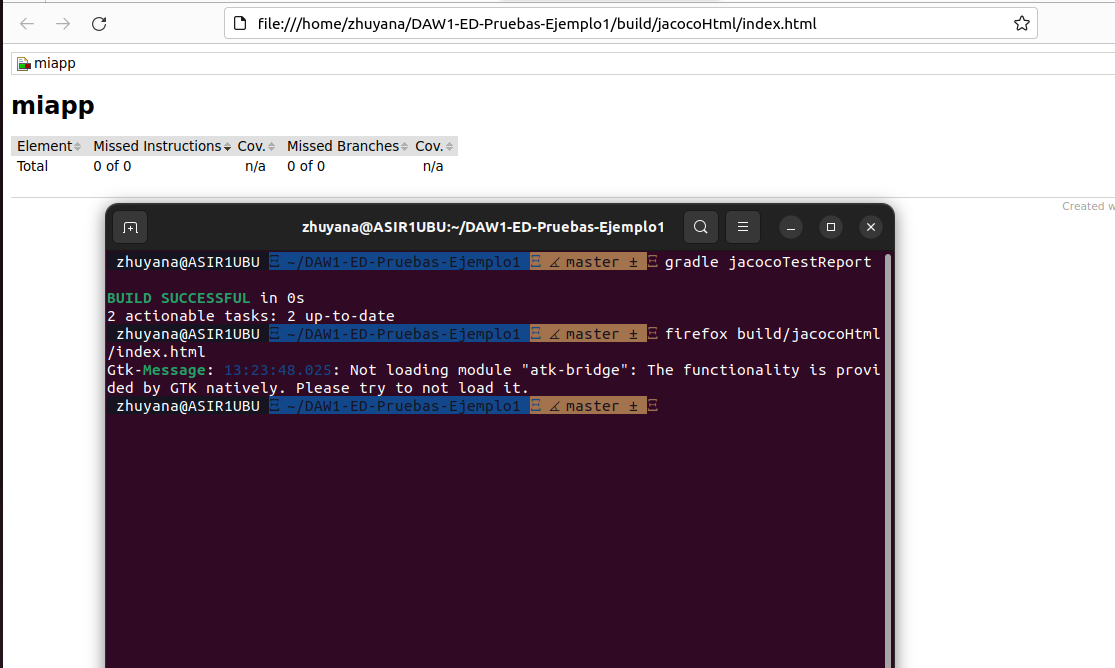 file:///home/zhuyana/DAW1-ED-Pruebas-Ejemplo1/build/jacocoHtml/index.html
miapp
miapp
Element Missed Instructions Cov. Missed Branches Cov.
Total 0 of 0 n/a 0 of 0 n/a
Created w
zhuyana@ASIR1UBU:~/DAW1-ED-Pruebas-Ejemplo1
zhuyana@ASIR1UBU Ξ ~/DAW1-ED-Pruebas-Ejemplo1 Ξ ∡ master ± Ξ gradle jacocoTestReport
BUILD SUCCESSFUL in 0s
2 actionable tasks: 2 up-to-date
zhuyana@ASIR1UBU Ξ ~/DAW1-ED-Pruebas-Ejemplo1 Ξ ∡ master ± Ξ firefox build/jacocoHtml
/index.html
Gtk-Message: 13:23:48.025: Not loading module "atk-bridge": The functionality is provi
ded by GTK natively. Please try to not load it.
zhuyana@ASIR1UBU Ξ ~/DAW1-ED-Pruebas-Ejemplo1 Ξ ∡ master ± Ξ